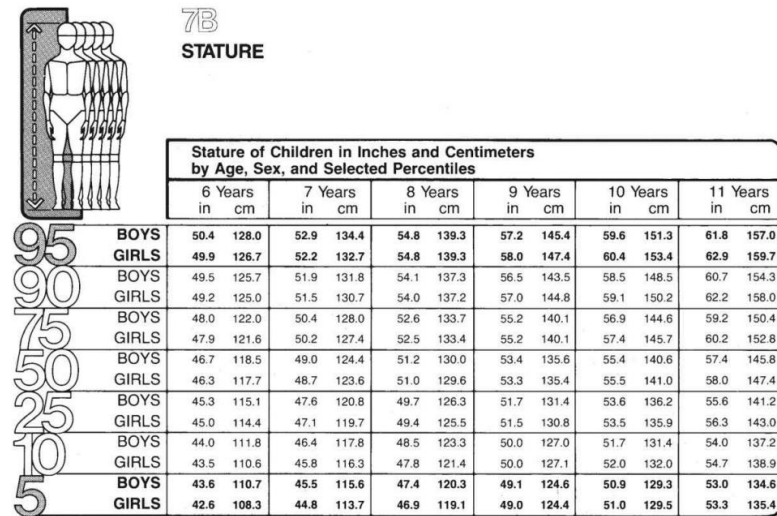 7B
STATURE
Stature of Children in Inches and Centimeters
by Age, Sex, and Selected Percentiles
6 Years 7 Years 8 Years 9 Years 10 Years 11 Years
in cm in cm in cm in cm in cm in cm
95 BOYS 50.4 128.0 52.9 134.4 54.8 139.3 57.2 145.4 59.6 151.3 61.8 157.0
GIRLS 49.9 126.7 52.2 132.7 54.8 139.3 58.0 147.4 60.4 153.4 62.9 159.7
90 BOYS 49.5 125.7 51.9 131.8 54.1 137.3 56.5 143.5 58.5 148.5 60.7 154.3
GIRLS 49.2 125.0 51.5 130.7 54.0 137.2 57.0 144.8 59.1 150.2 62.2 158.0
75 BOYS 48.0 122.0 50.4 128.0 52.6 133.7 55.2 140.1 56.9 144.6 59.2 150.4
GIRLS 47.9 121.6 50.2 127.4 52.5 133.4 55.2 140.1 57.4 145.7 60.2 152.8
50 BOYS 46.7 118.5 49.0 124.4 51.2 130.0 53.4 135.6 55.4 140.6 57.4 145.8
GIRLS 46.3 117.7 48.7 123.6 51.0 129.6 53.3 135.4 55.5 141.0 58.0 147.4
25 BOYS 45.3 115.1 47.6 120.8 49.7 126.3 51.7 131.4 53.6 136.2 55.6 141.2
GIRLS 45.0 114.4 47.1 119.7 49.4 125.5 51.5 130.8 53.5 135.9 56.3 143.0
10 BOYS 44.0 111.8 46.4 117.8 48.5 123.3 50.0 127.0 51.7 131.4 54.0 137.2
GIRLS 43.5 110.6 45.8 116.3 47.8 121.4 50.0 127.1 52.0 132.0 54.7 138.9
5 BOYS 43.6 110.7 45.5 115.6 47.4 120.3 49.1 124.6 50.9 129.3 53.0 134.6
GIRLS 42.6 108.3 44.8 113.7 46.9 119.1 49.0 124.4 51.0 129.5 53.3 135.4